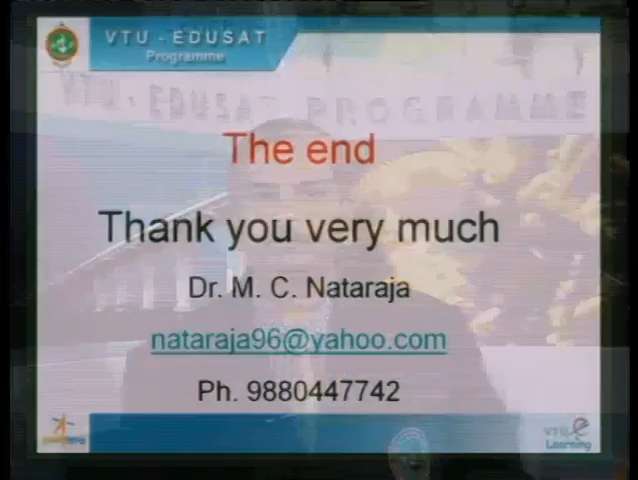 VTU - EDUSAT
Programme
VTU - EDUSAT PROGRAMME
The end
Thank you very much
Dr. M. C. Nataraja
nataraja96@yahoo.com
Ph. 9880447742
VTU e
Learning